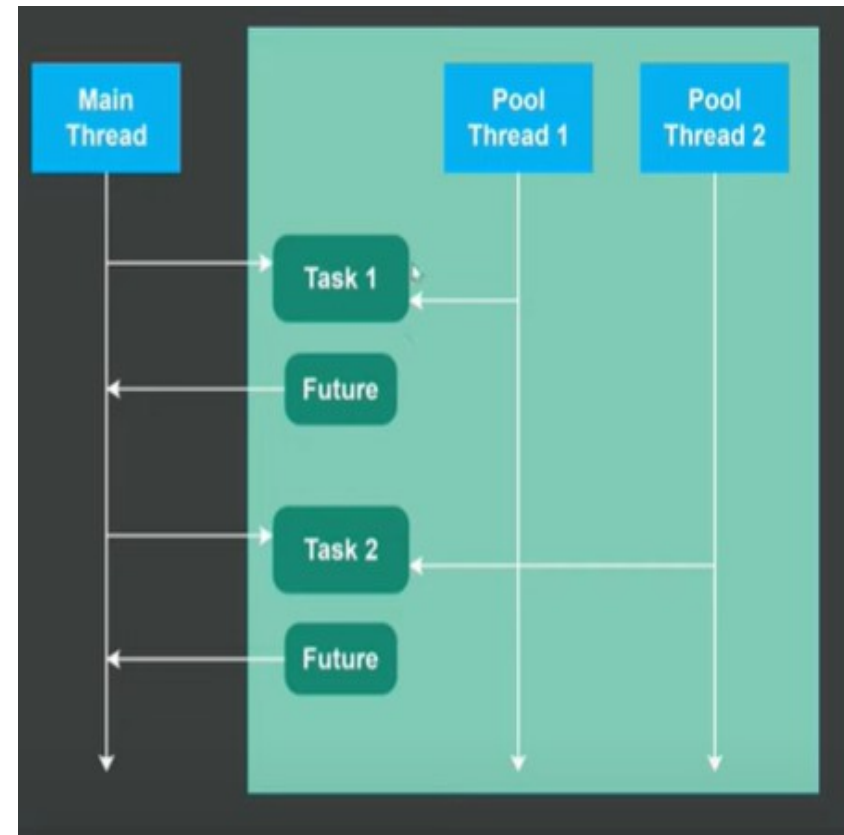 Main
Thread
Pool
Thread 1
Pool
Thread 2
Task 1
Future
Task 2
Future